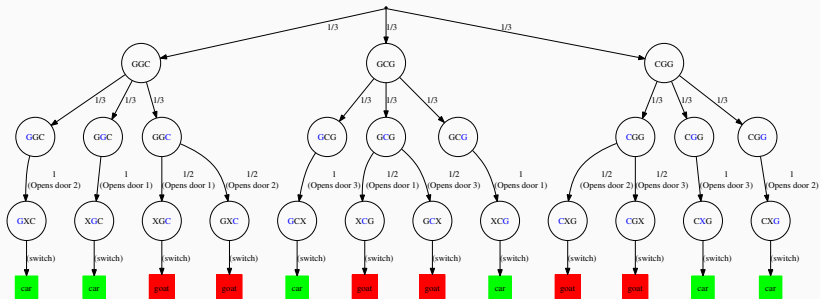 1/3 1/3 1/3
GGC GCG CGG
1/3 1/3 1/3 1/3 1/3 1/3 1/3 1/3 1/3
GGC GGC GGC GCG GCG GCG CGG CGG CGG
1 1 1/2 1/2 1 1/2 1/2 1 1/2 1/2 1 1
(Opens door 2) (Opens door 1) (Opens door 1) (Opens door 2) (Opens door 3) (Opens door 1) (Opens door 3) (Opens door 1) (Opens door 2) (Opens door 3) (Opens door 3) (Opens door 2)
GXC XGC XGC GXC GCX XCG GCX XCG CXG CGX CXG CXG
(switch) (switch) (switch) (switch) (switch) (switch) (switch) (switch) (switch) (switch) (switch) (switch)
car car goat goat car goat goat car goat goat car car